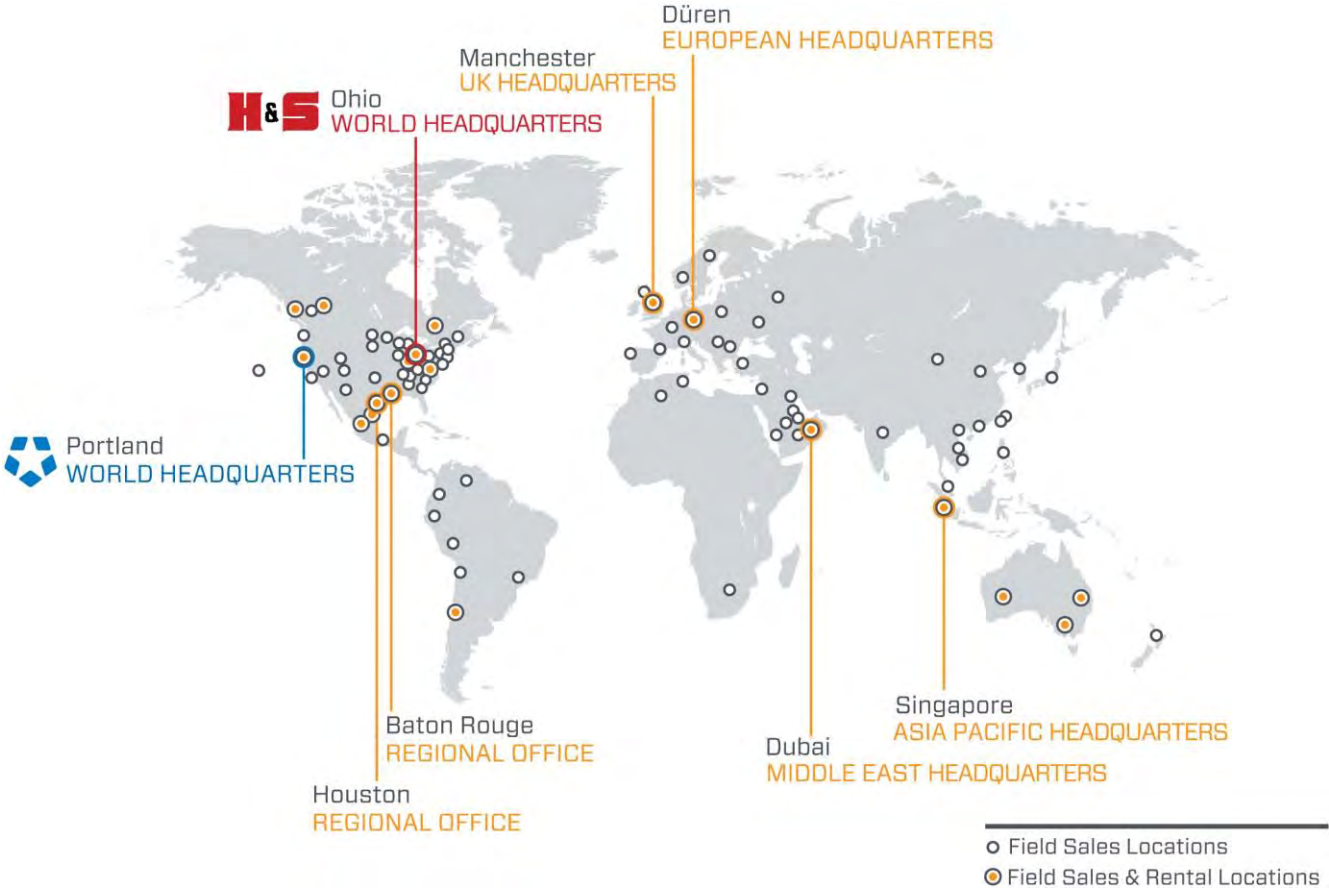 Düren
EUROPEAN HEADQUARTERS
Manchester
UK HEADQUARTERS
H&S
Ohio
WORLD HEADQUARTERS
Portland
WORLD HEADQUARTERS
Baton Rouge
REGIONAL OFFICE
Houston
REGIONAL OFFICE
Singapore
ASIA PACIFIC HEADQUARTERS
Dubai
MIDDLE EAST HEADQUARTERS
Field Sales Locations
Field Sales & Rental Locations